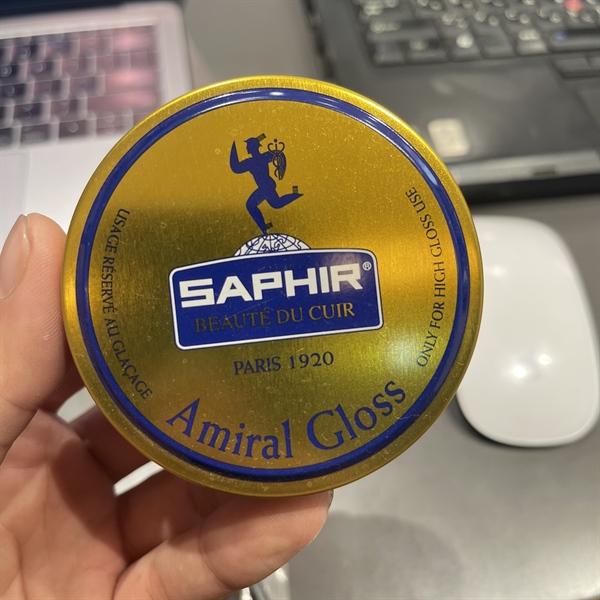 USAGE RÉSERVÉ AU GLAÇAGE
ONLY FOR HIGH GLOSS USE
SAPHIR®
BEAUTÉ DU CUIR
PARIS 1920
Amiral Gloss